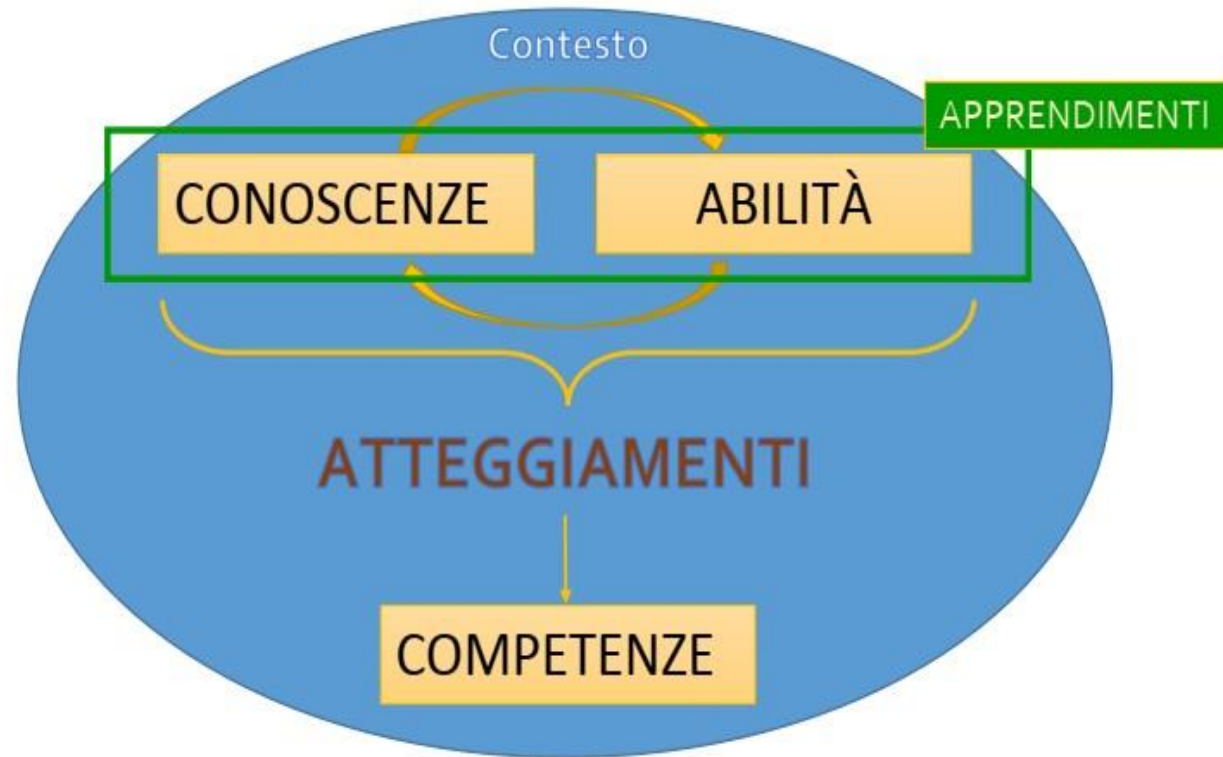 Contesto
APPRENDIMENTI
CONOSCENZE
ABILITÀ
ATTEGGIAMENTI
COMPETENZE